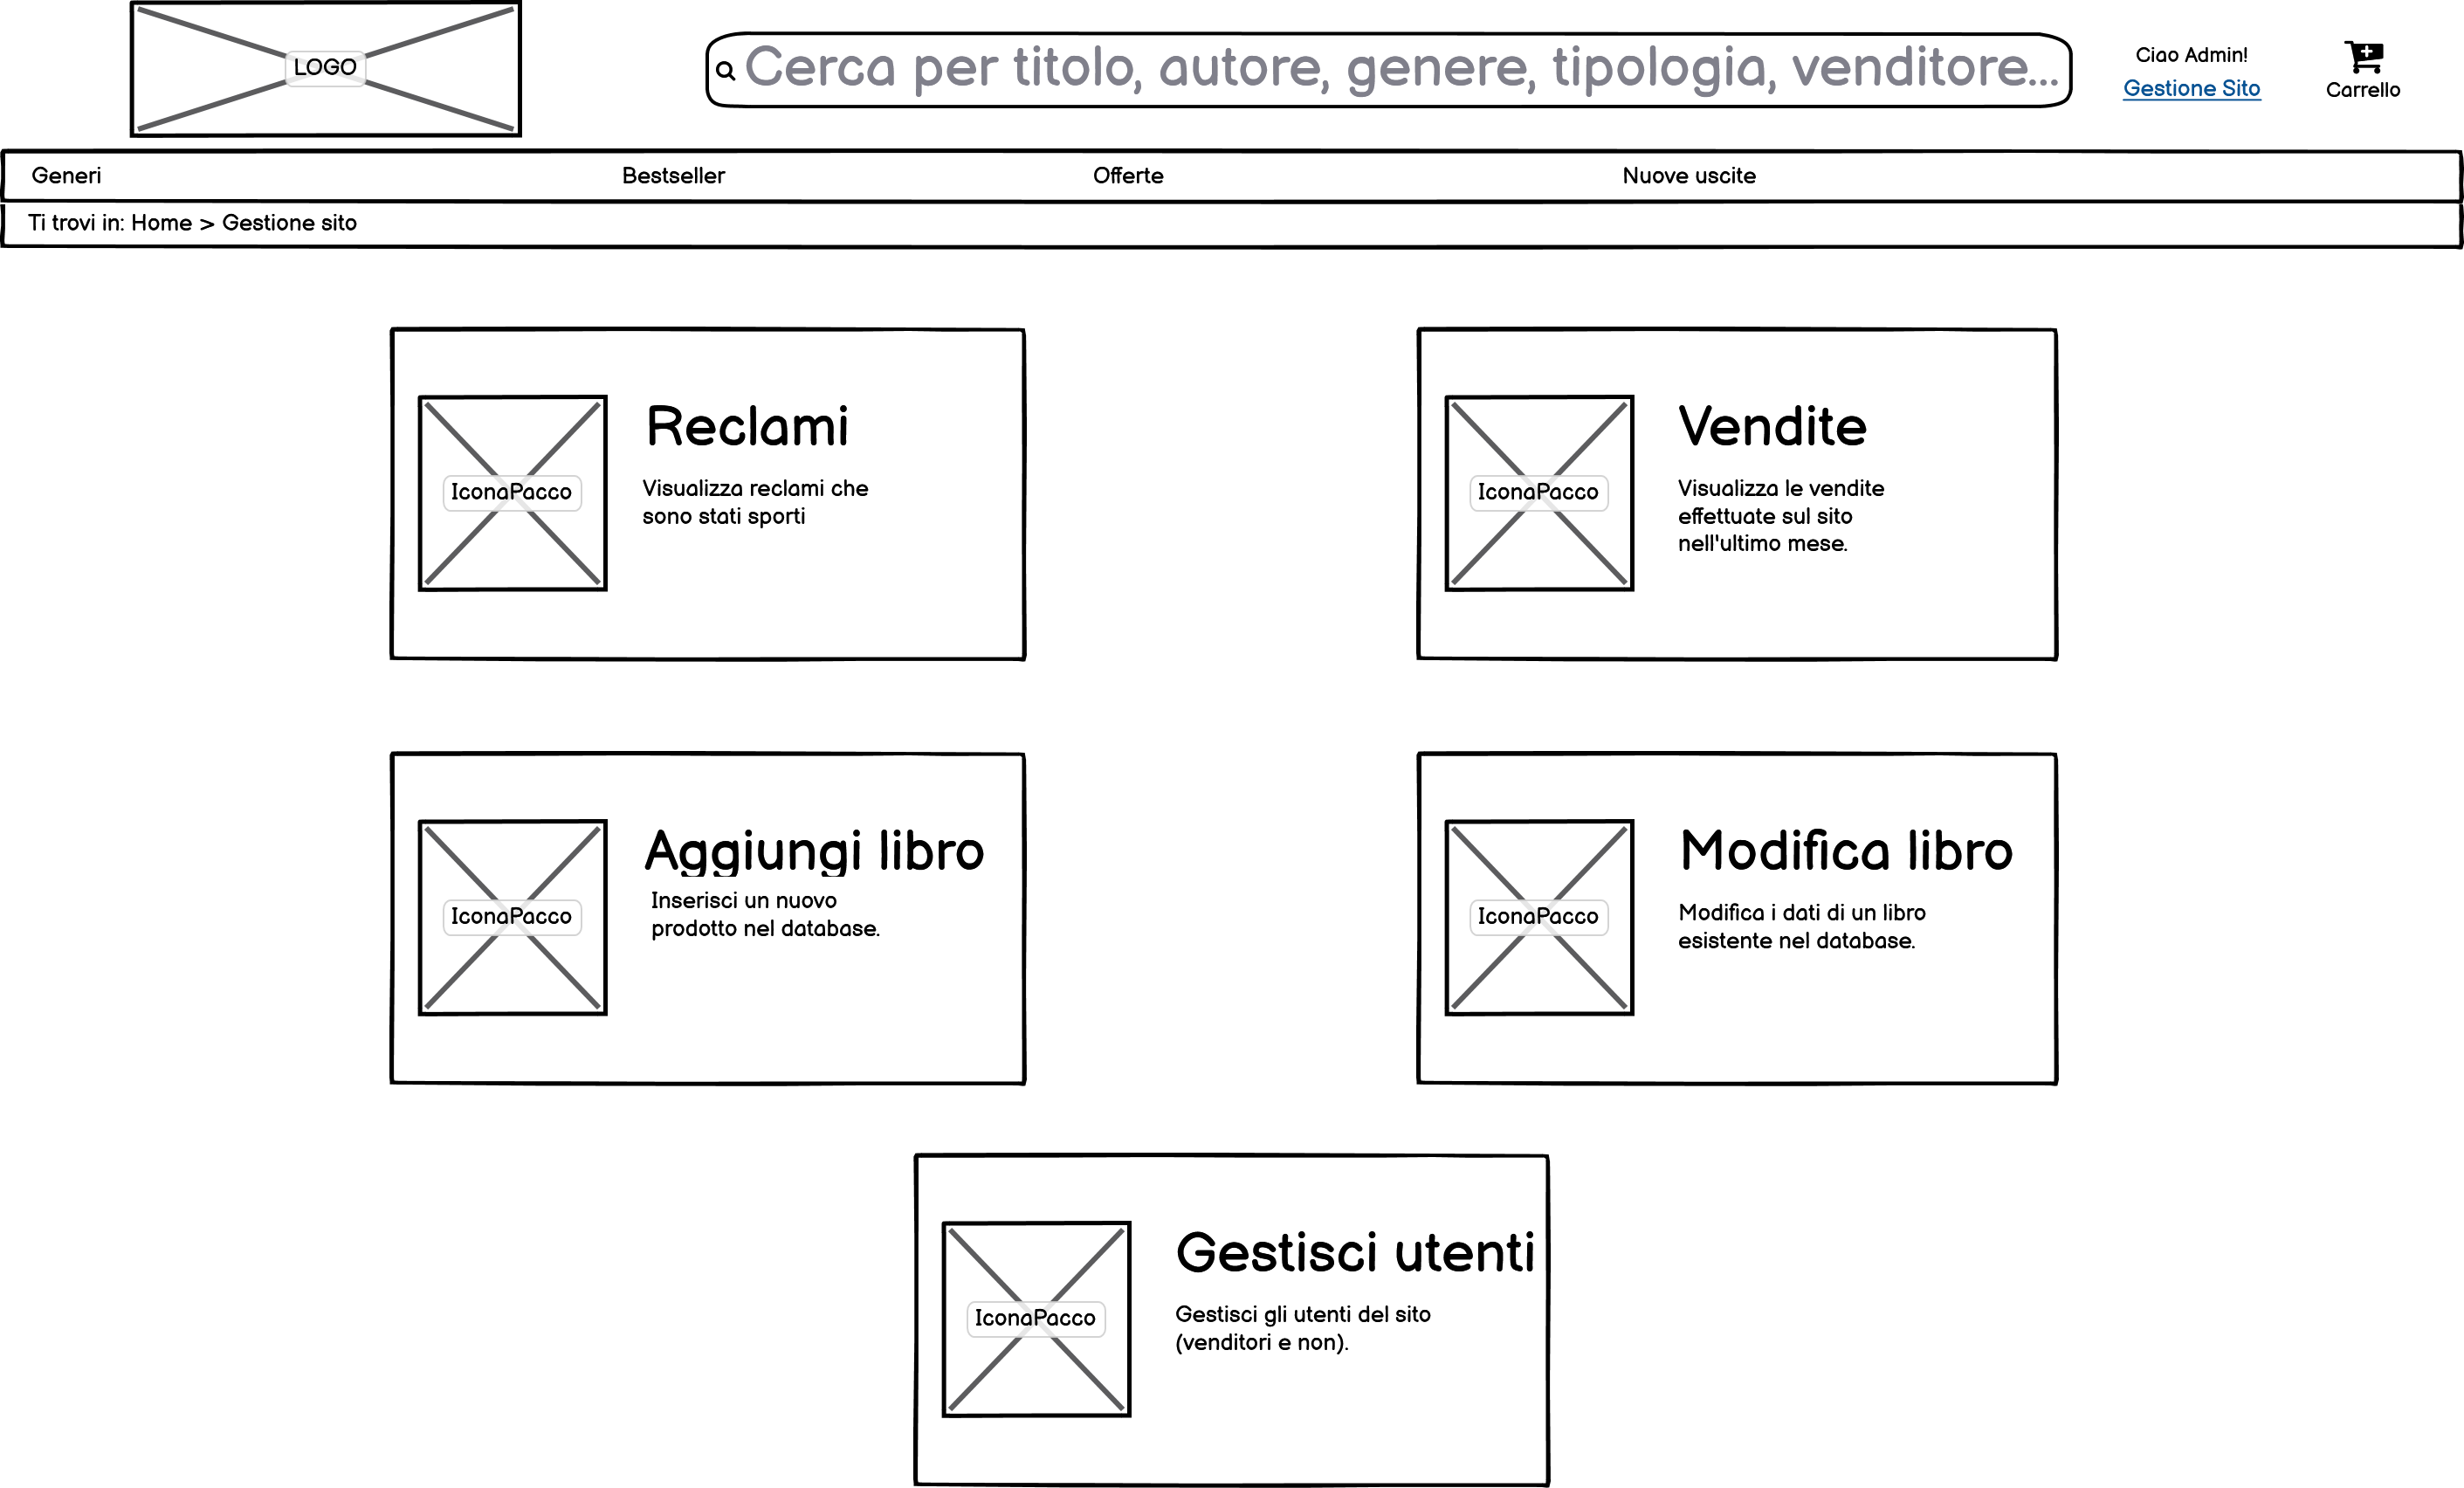 LOGO
Cerca per titolo, autore, genere, tipologia, venditore...
Ciao Admin!
Gestione Sito
Carrello
Generi
Bestseller
Offerte
Nuove uscite
Ti trovi in: Home > Gestione sito
IconaPacco
Reclami
Visualizza reclami che
sono stati sporti
IconaPacco
Vendite
Visualizza le vendite
effettuate sul sito
nell'ultimo mese.
IconaPacco
Aggiungi libro
Inserisci un nuovo
prodotto nel database.
IconaPacco
Modifica libro
Modifica i dati di un libro
esistente nel database.
IconaPacco
Gestisci utenti
Gestisci gli utenti del sito
(venditori e non).